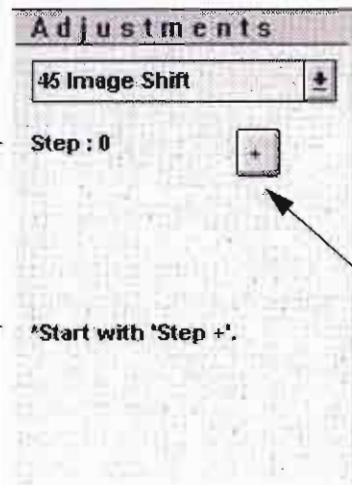 Adjustments
45 Image Shift
Step : 0
+
*Start with 'Step +'.